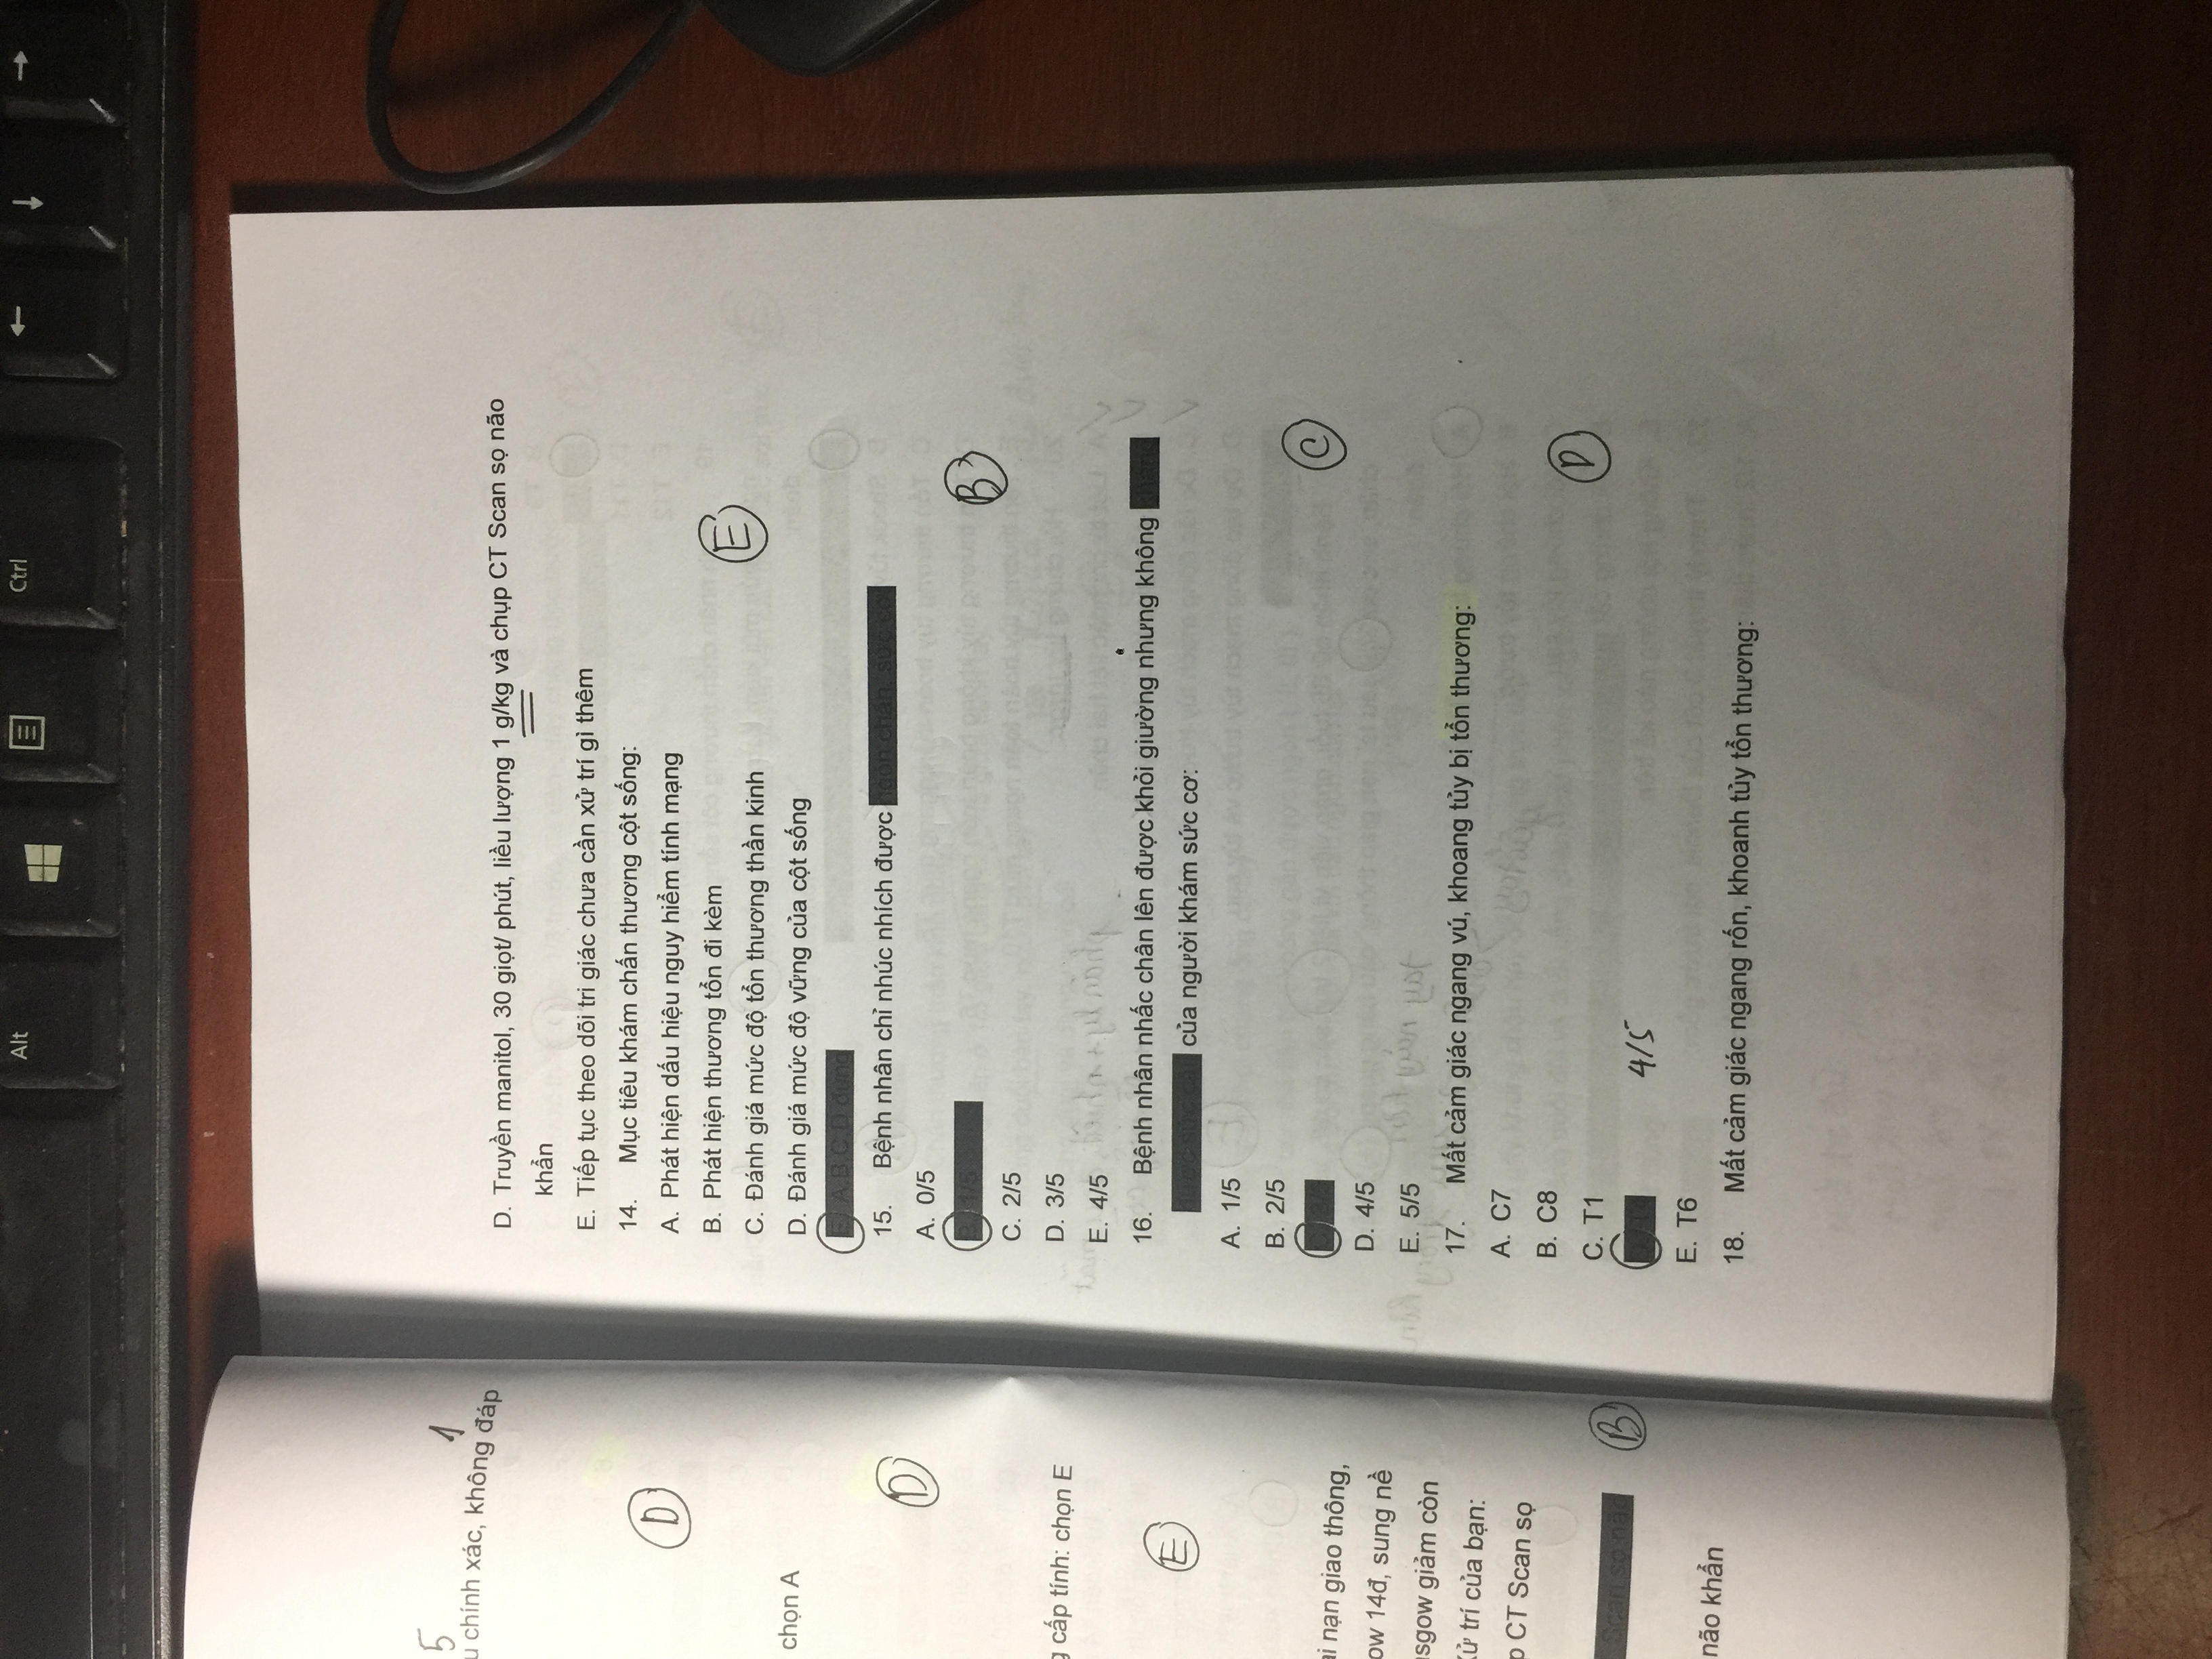 Alt
Ctrl
5
1
u chính xác, không đáp
D
chọn A
D
g cấp tính: chọn E
E
ai nạn giao thông,
ow 14đ, sung nề
asgow giảm còn
Xử trí của bạn:
p CT Scan sọ
Scan sọ não
B
não khẩn
D. Truyền manitol, 30 giọt/ phút, liều lượng 1 g/kg và chụp CT Scan sọ não
khẩn
E. Tiếp tục theo dõi tri giác chưa cần xử trí gì thêm
14. Mục tiêu khám chấn thương cột sống:
A. Phát hiện dấu hiệu nguy hiểm tính mạng
B. Phát hiện thương tổn đi kèm
C. Đánh giá mức độ tổn thương thần kinh
E
D. Đánh giá mức độ vững của cột sống
E. A,B,C,D đúng
15. Bệnh nhân chỉ nhúc nhích được ngón chân, sức cơ
A. 0/5
B. 1/5
B
C. 2/5
D. 3/5
E. 4/5
16. Bệnh nhân nhấc chân lên được khỏi giường nhưng không
được sức cản của người khám sức cơ:
A. 1/5
B. 2/5
C
D. 4/5
E. 5/5
17. Mất cảm giác ngang vú, khoang tủy bị tổn thương:
A. C7
B. C8
C. T1
D
4/5
E. T6
18. Mất cảm giác ngang rốn, khoanh tủy tổn thương: